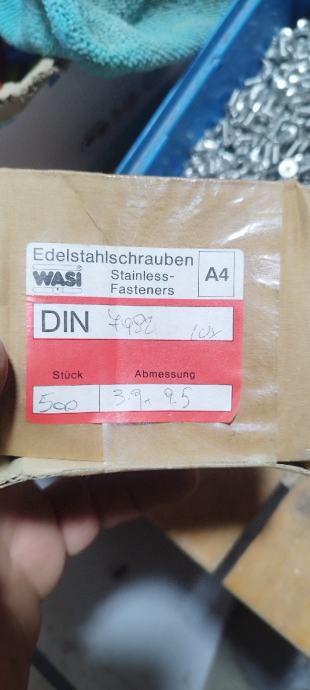 Edelstahlschrauben
WASI Stainless-
Fasteners
A4
DIN 7982
Stück Abmessung
500 3.9 x 9.5